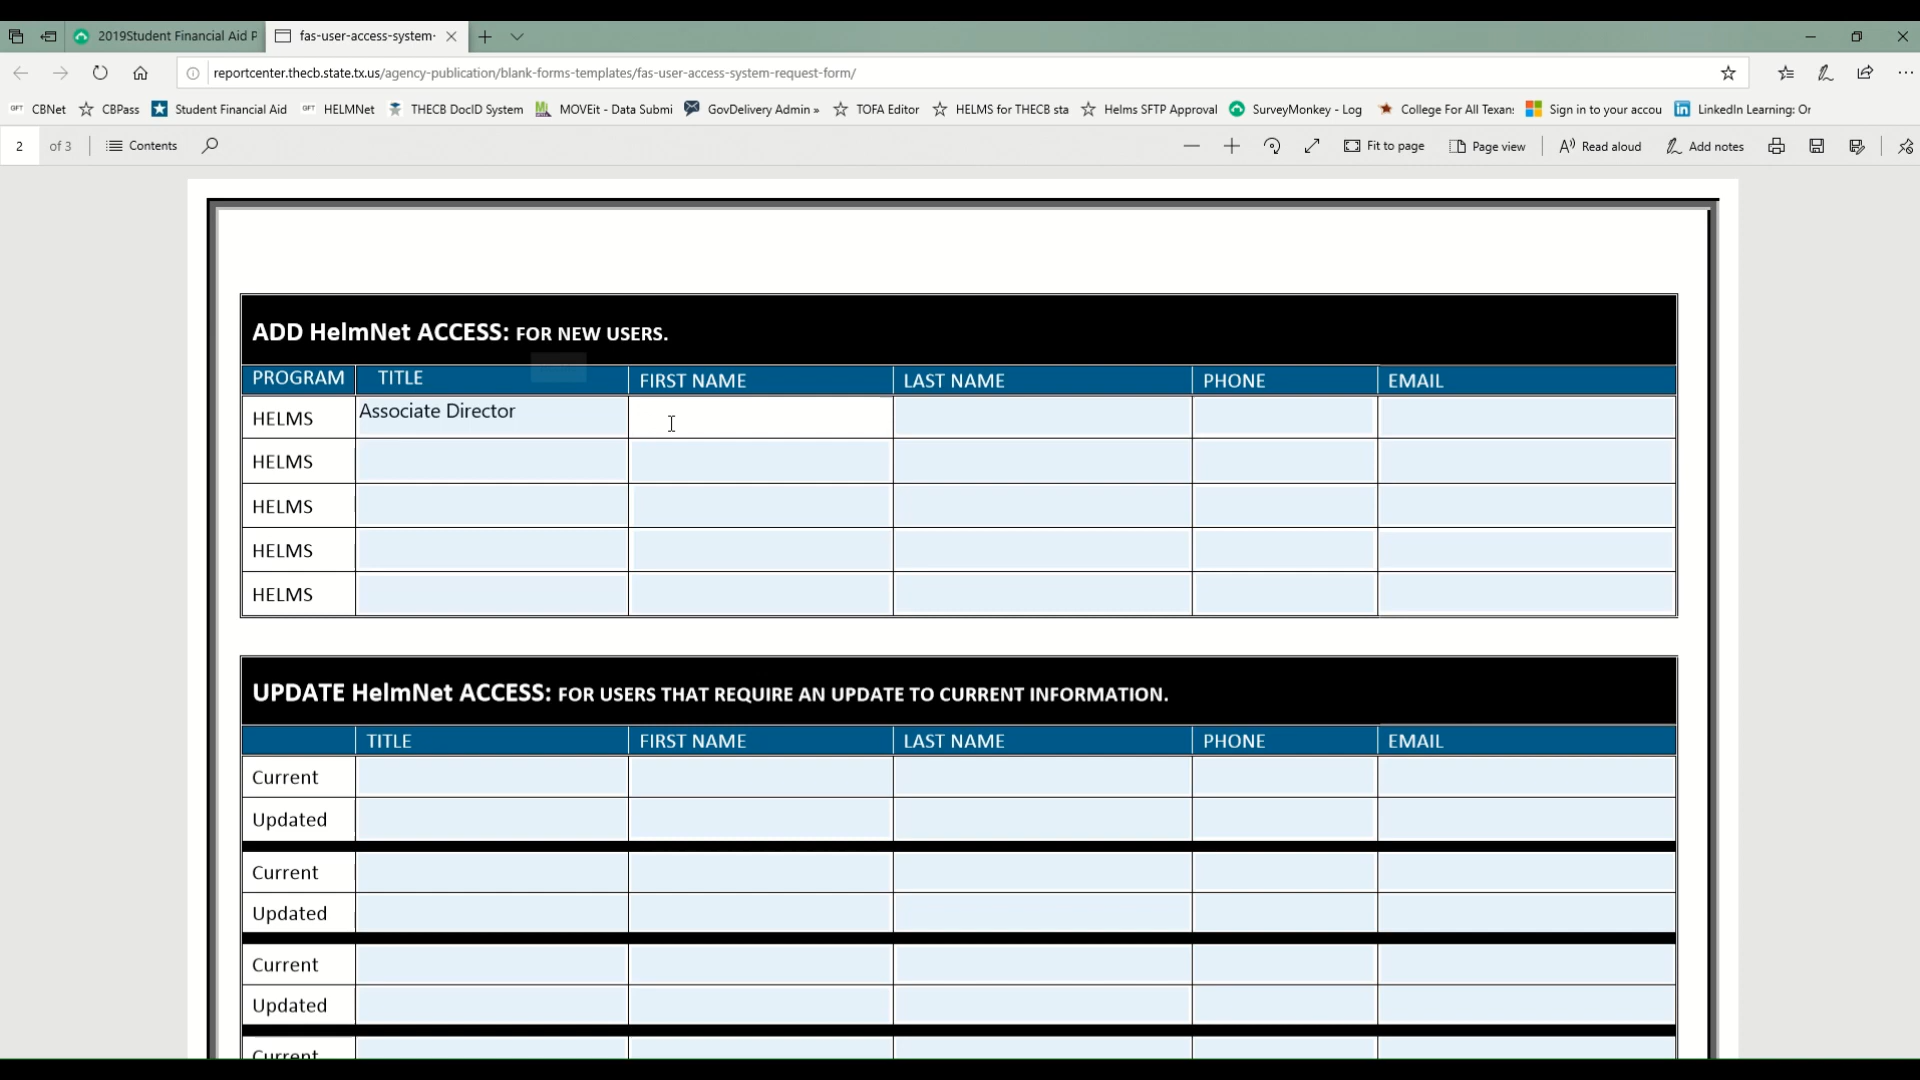 2019Student Financial Aid P
fas-user-access-system-
reportcenter.thecb.state.tx.us/agency-publication/blank-forms-templates/fas-user-access-system-request-form/
CBNet CBPass Student Financial Aid HELMNet THECB DocID System MOVEit - Data Submi GovDelivery Admin » TOFA Editor HELMS for THECB sta Helms SFTP Approval SurveyMonkey - Log College For All Texans Sign in to your accou LinkedIn Learning: Or
2 of 3 Contents Fit to page Page view Read aloud Add notes
ADD HelmNet ACCESS: FOR NEW USERS.
PROGRAM TITLE FIRST NAME LAST NAME PHONE EMAIL
HELMS Associate Director
HELMS
HELMS
HELMS
HELMS
UPDATE HelmNet ACCESS: FOR USERS THAT REQUIRE AN UPDATE TO CURRENT INFORMATION.
TITLE FIRST NAME LAST NAME PHONE EMAIL
Current
Updated
Current
Updated
Current
Updated
Current